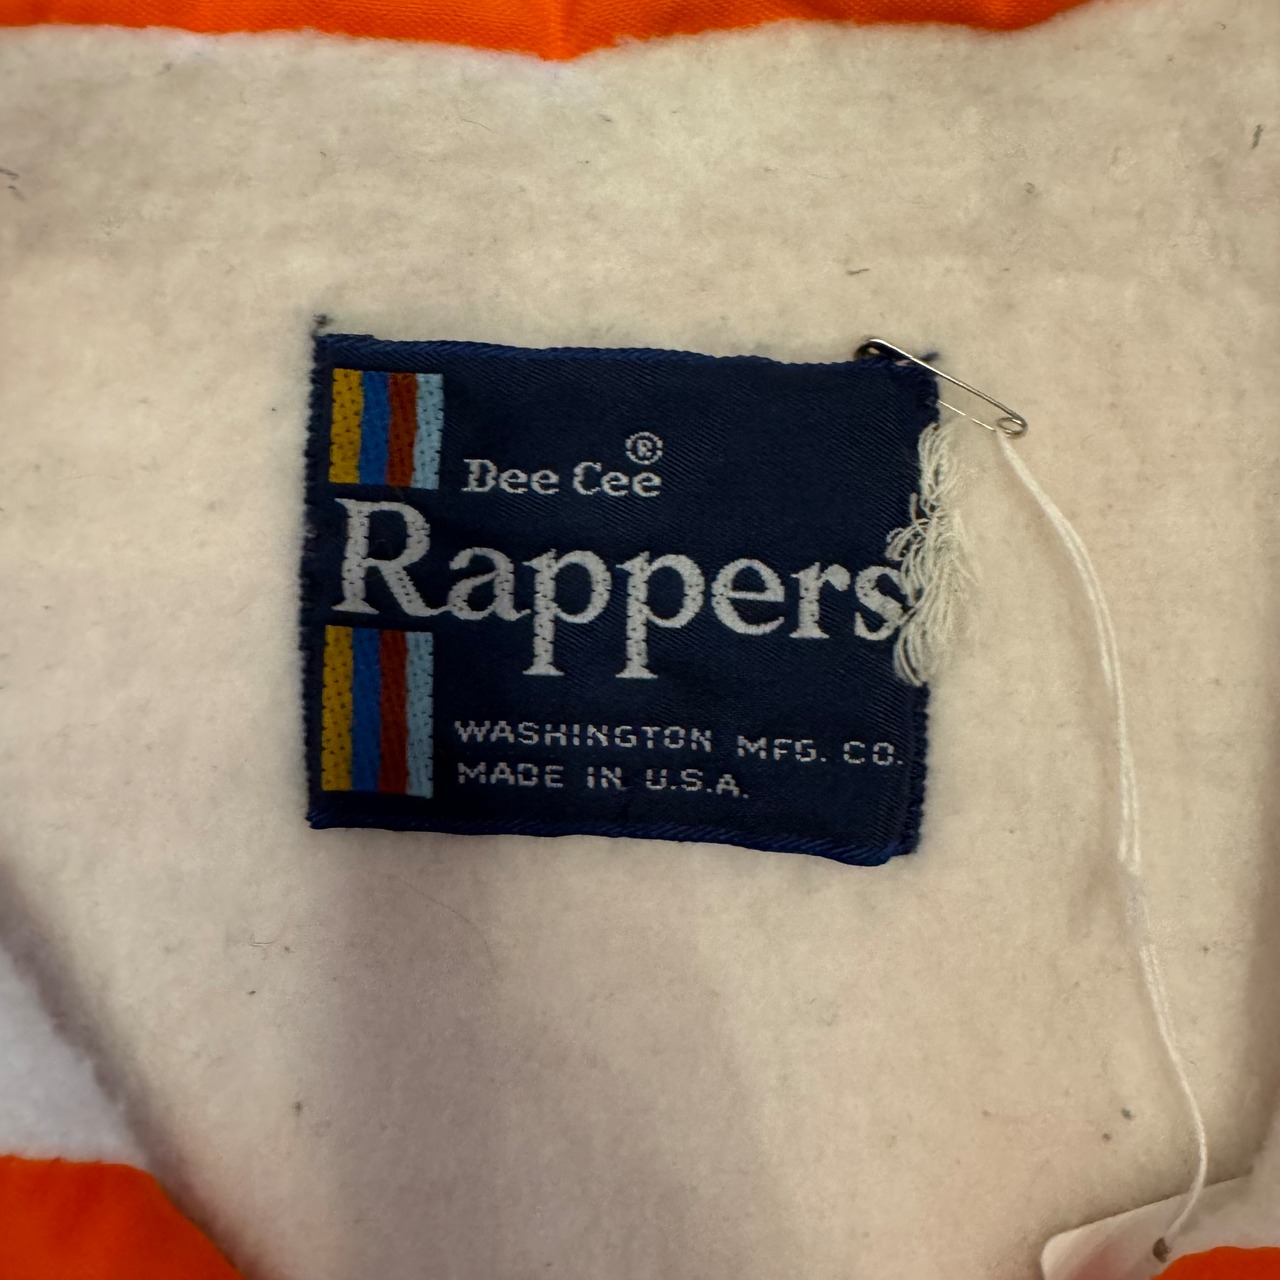 Dee Cee®
Rappers
WASHINGTON MFG. CO.
MADE IN U.S.A.